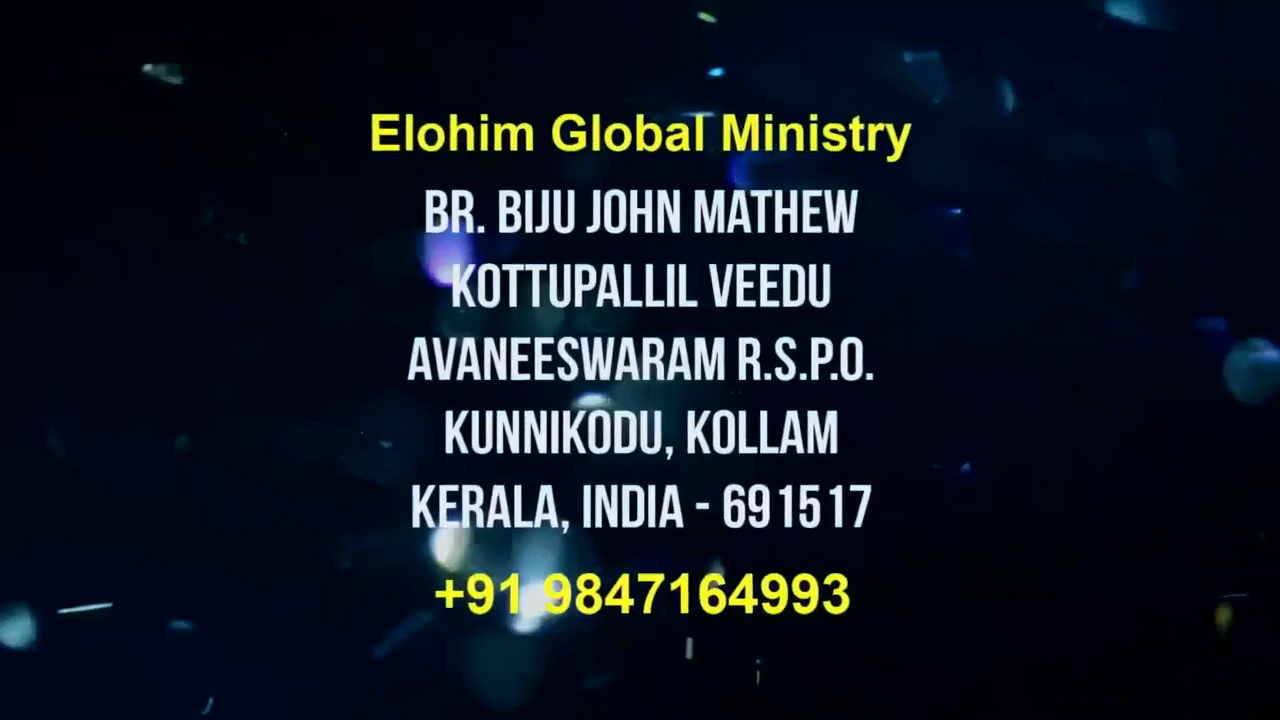 Elohim Global Ministry
BR. BIJU JOHN MATHEW
KOTTUPALLIL VEEDU
AVANEESWARAM R.S.P.O.
KUNNIKODU, KOLLAM
KERALA, INDIA - 691517
+91 9847164993